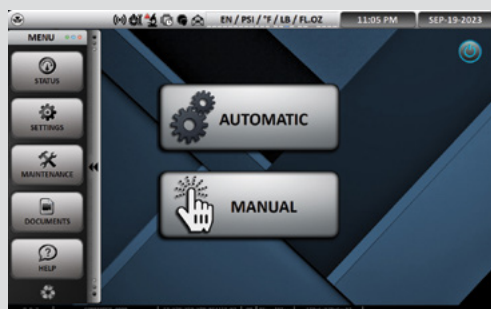 EN / PSI / °F / LB / FL.OZ
11:05 PM
SEP-19-2023
MENU
STATUS
SETTINGS
MAINTENANCE
DOCUMENTS
HELP
AUTOMATIC
MANUAL